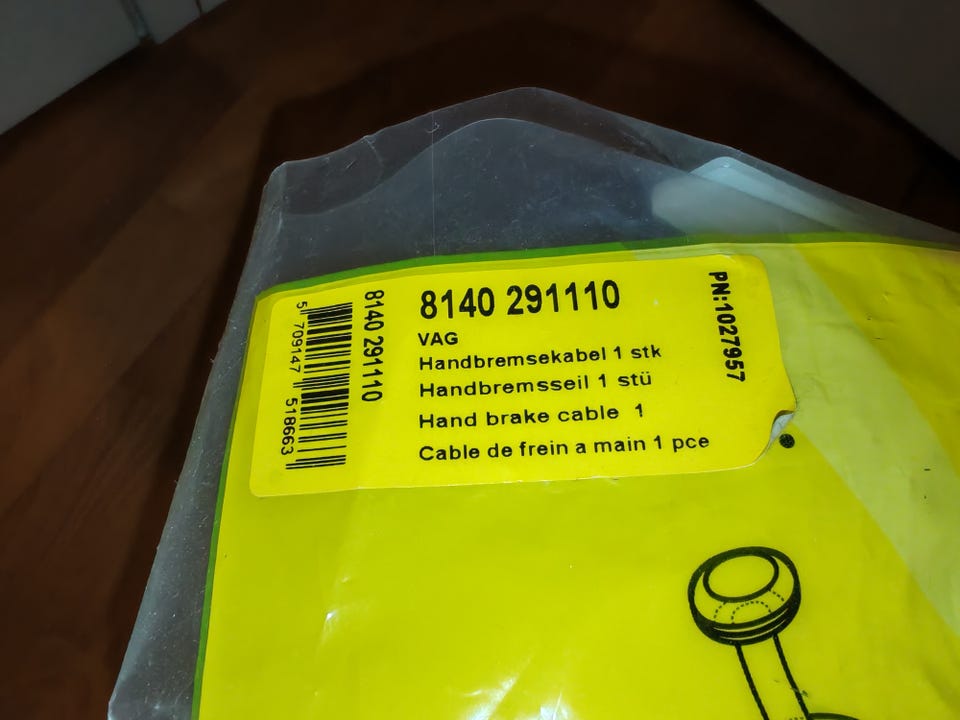 8140 291110
VAG
Handbremsekabel 1 stk
Handbremsseil 1 stü
Hand brake cable 1
Cable de frein a main 1 pce
PN:1027957
8140 291110
5 709147 518663